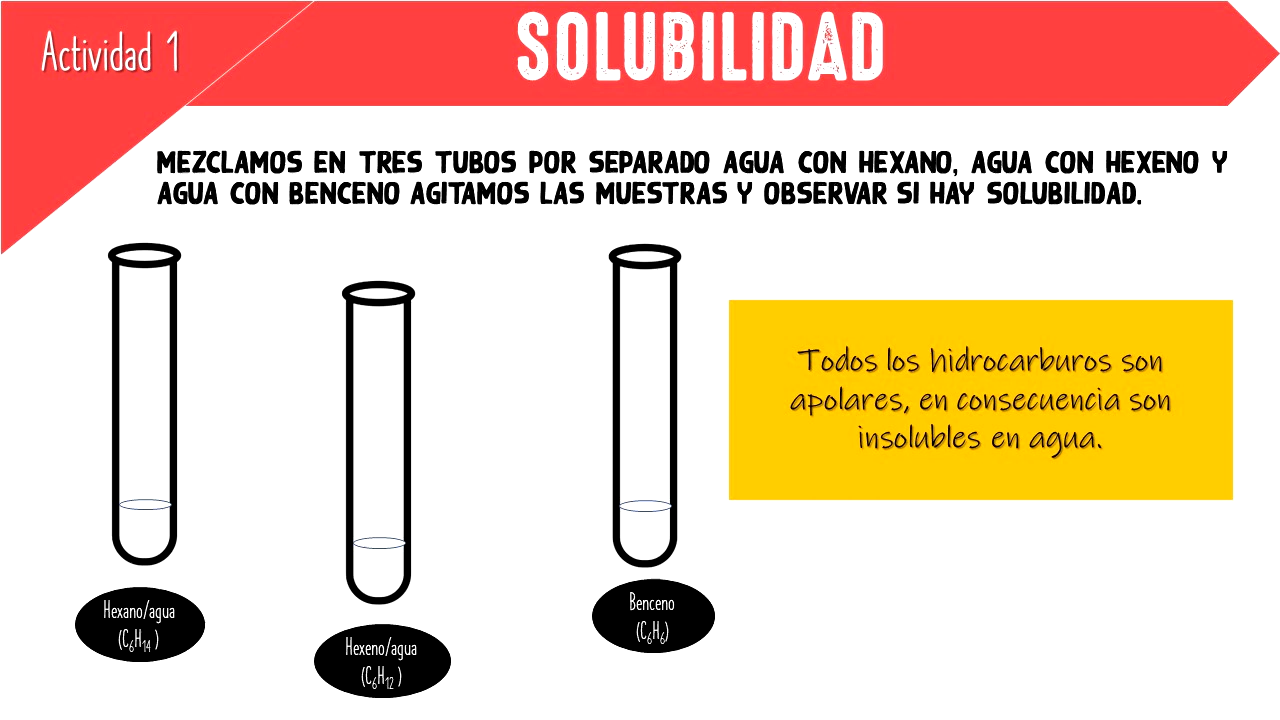 Actividad 1
SOLUBILIDAD
MEZCLAMOS EN TRES TUBOS POR SEPARADO AGUA CON HEXANO, AGUA CON HEXENO Y
AGUA CON BENCENO AGITAMOS LAS MUESTRAS Y OBSERVAR SI HAY SOLUBILIDAD.
Todos los hidrocarburos son
apolares, en consecuencia son
insolubles en agua.
Hexano/agua
(C₆H₁₄ )
Hexeno/agua
(C₆H₁₂ )
Benceno
(C₆H₆)